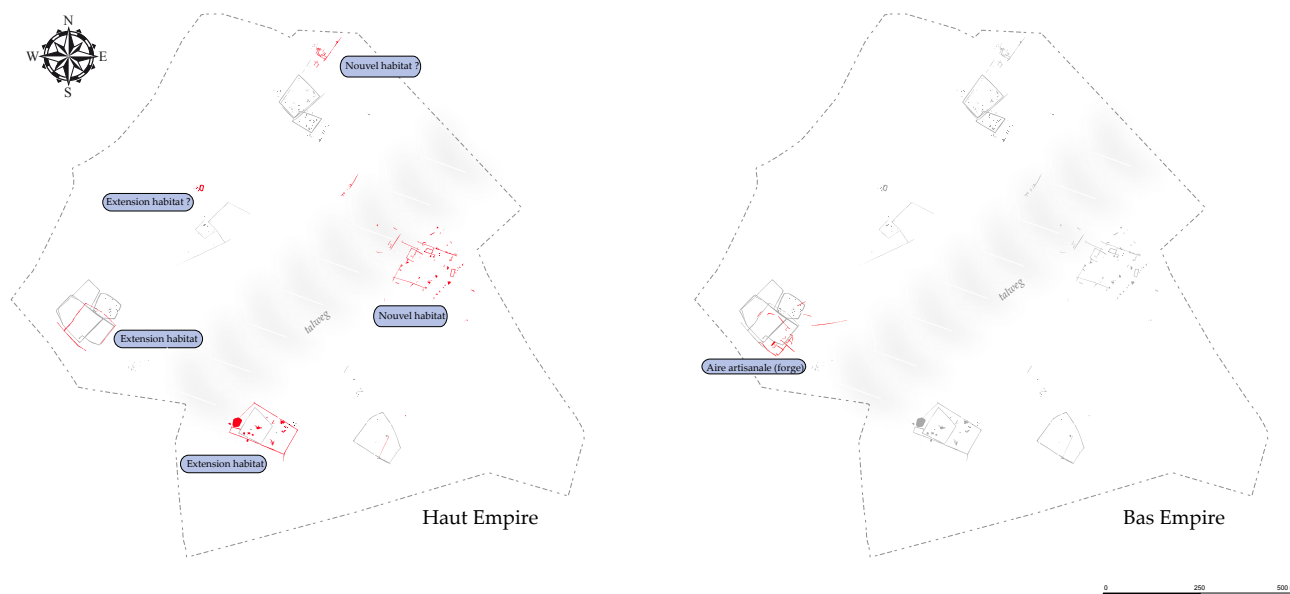 N
W
E
S
Nouvel habitat ?
Extension habitat ?
talweg
Nouvel habitat
Extension habitat
Extension habitat
Haut Empire
talweg
Aire artisanale (forge)
Bas Empire
0
250
500